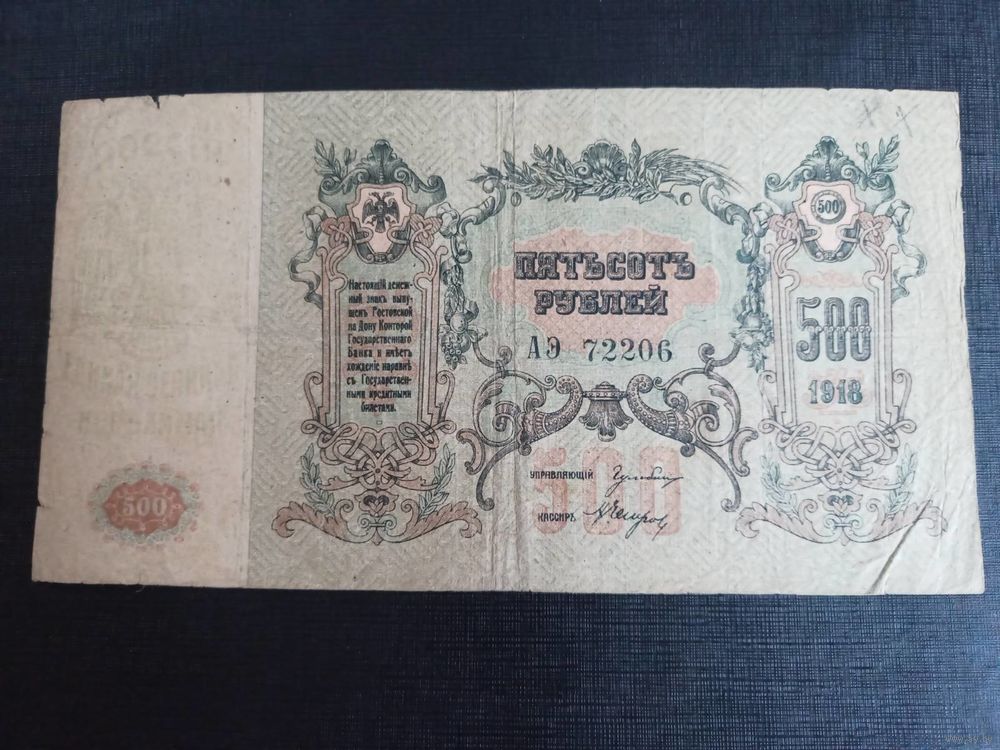 Настоящій денеж-
ный знакъ выпу-
щенъ Ростовской
на Дону Конторой
Государственнаго
Банка и имѣетъ
хожденіе наравнѣ
съ Государствен-
ными кредитными
билетами.
ПЯТЬСОТЪ
РУБЛЕЙ
АЭ 72206
500
УПРАВЛЯЮЩІЙ
КАССИРЪ
500
500
1918
500